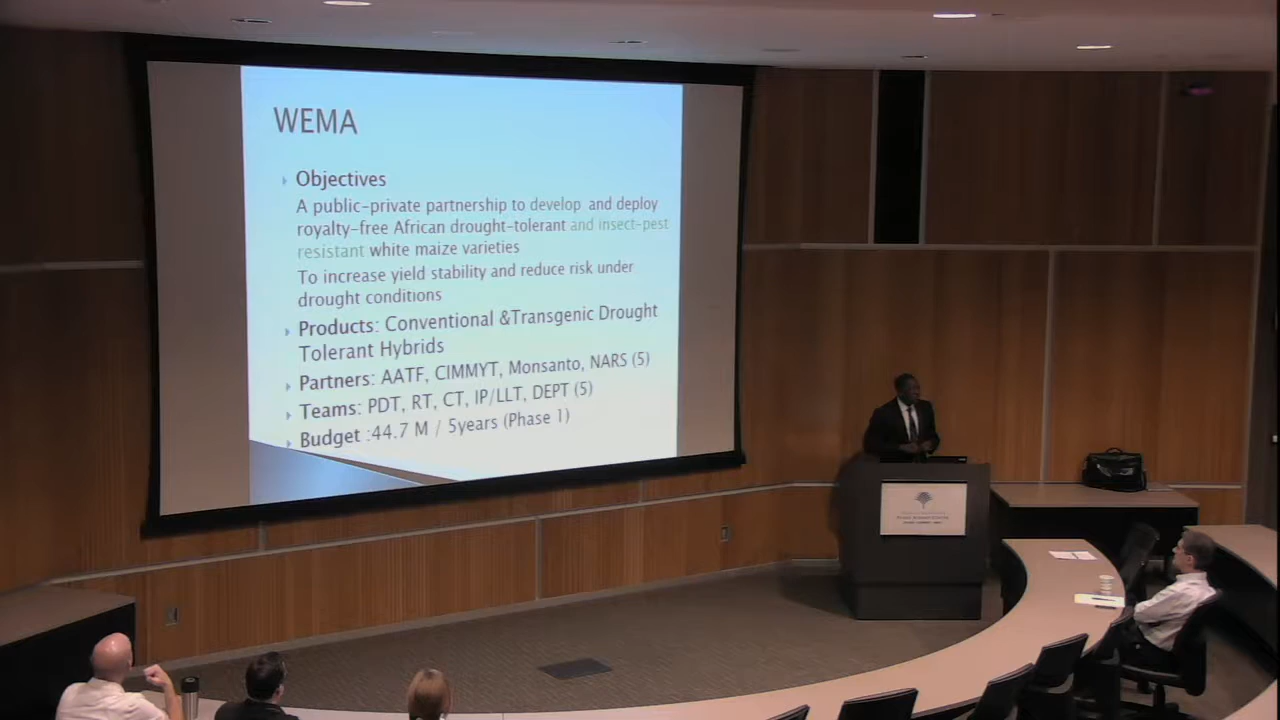 WEMA
Objectives
A public-private partnership to develop and deploy
royalty-free African drought-tolerant and insect-pest
resistant white maize varieties
To increase yield stability and reduce risk under
drought conditions
Products: Conventional &Transgenic Drought
Tolerant Hybrids
Partners: AATF, CIMMYT, Monsanto, NARS (5)
Teams: PDT, RT, CT, IP/LLT, DEPT (5)
Budget :44.7 M / 5years (Phase 1)